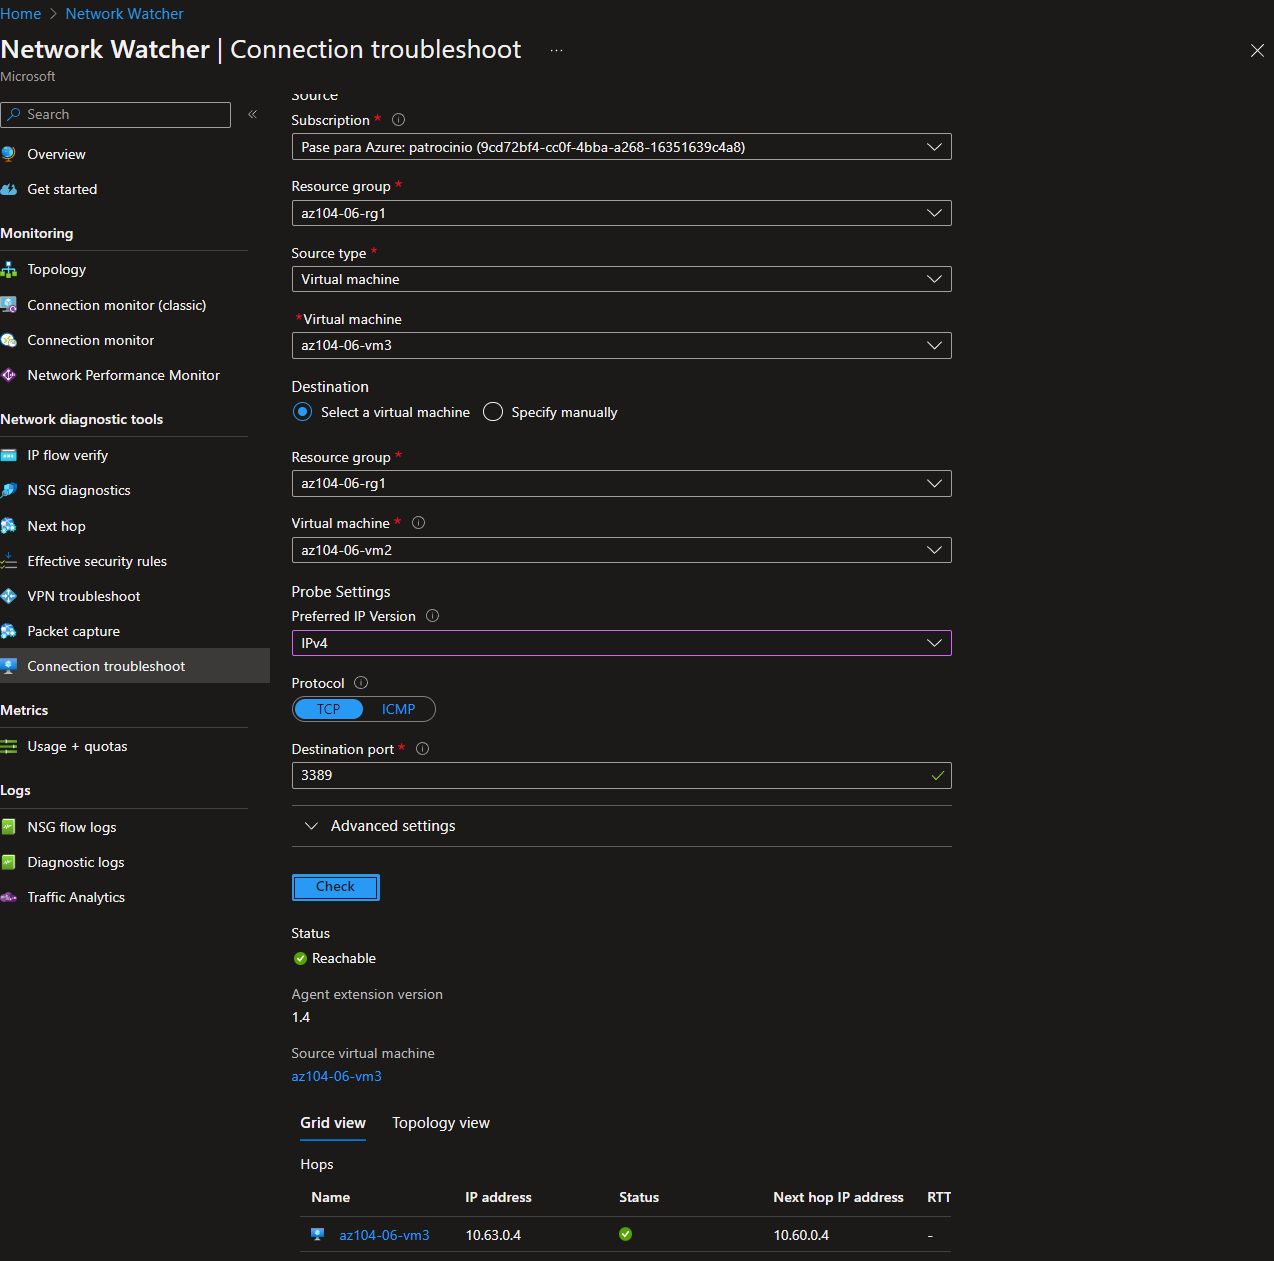 Home > Network Watcher
Network Watcher | Connection troubleshoot ...
Microsoft
Search
«
Overview
Get started
Monitoring
Topology
Connection monitor (classic)
Connection monitor
Network Performance Monitor
Network diagnostic tools
IP flow verify
NSG diagnostics
Next hop
Effective security rules
VPN troubleshoot
Packet capture
Connection troubleshoot
Metrics
Usage + quotas
Logs
NSG flow logs
Diagnostic logs
Traffic Analytics
Source
Subscription *
Pase para Azure: patrocinio (9cd72bf4-cc0f-4bba-a268-16351639c4a8)
Resource group *
az104-06-rg1
Source type *
Virtual machine
*Virtual machine
az104-06-vm3
Destination
Select a virtual machine Specify manually
Resource group *
az104-06-rg1
Virtual machine *
az104-06-vm2
Probe Settings
Preferred IP Version
IPv4
Protocol
TCP ICMP
Destination port *
3389
Advanced settings
Check
Status
Reachable
Agent extension version
1.4
Source virtual machine
az104-06-vm3
Grid view Topology view
Hops
Name IP address Status Next hop IP address RTT
az104-06-vm3 10.63.0.4 10.60.0.4 -